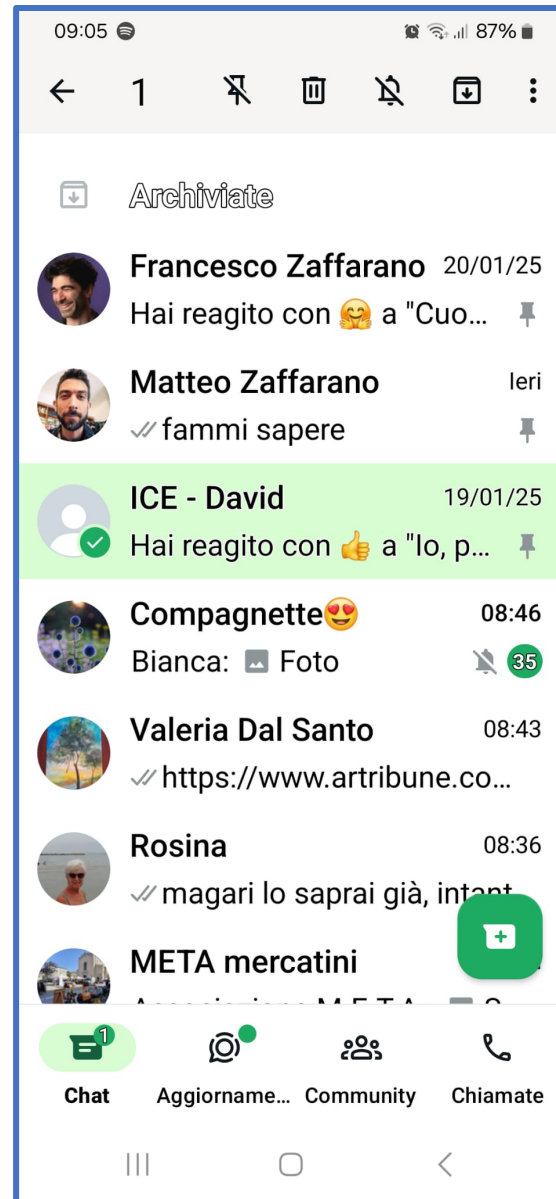 09:05 87%
1
Archiviate
Francesco Zaffarano 20/01/25
Hai reagito con 🤗 a "Cuo...
Matteo Zaffarano Ieri
fammi sapere
ICE - David 19/01/25
Hai reagito con 👍 a "Io, p...
Compagnette😍 08:46
Bianca: Foto 35
Valeria Dal Santo 08:43
https://www.artribune.co...
Rosina 08:36
magari lo saprai già, intant
META mercatini
1
Chat Aggiorname... Community Chiamate